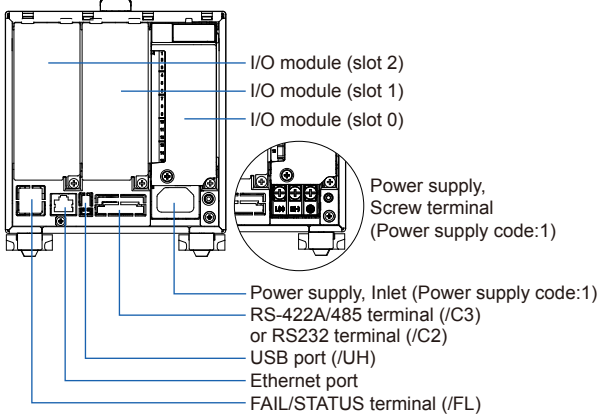 I/O module (slot 2)
I/O module (slot 1)
I/O module (slot 0)
Power supply,
Screw terminal
(Power supply code:1)
Power supply, Inlet (Power supply code:1)
RS-422A/485 terminal (/C3)
or RS232 terminal (/C2)
USB port (/UH)
Ethernet port
FAIL/STATUS terminal (/FL)